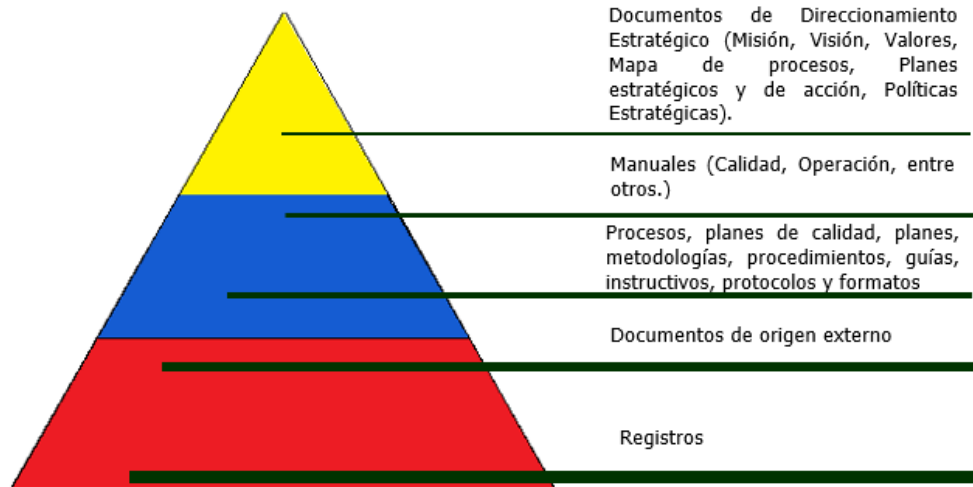 Documentos de Direccionamiento
Estratégico (Misión, Visión, Valores,
Mapa de procesos, Planes
estratégicos y de acción, Políticas
Estratégicas).
Manuales (Calidad, Operación, entre
otros.)
Procesos, planes de calidad, planes,
metodologías, procedimientos, guías,
instructivos, protocolos y formatos
Documentos de origen externo
Registros